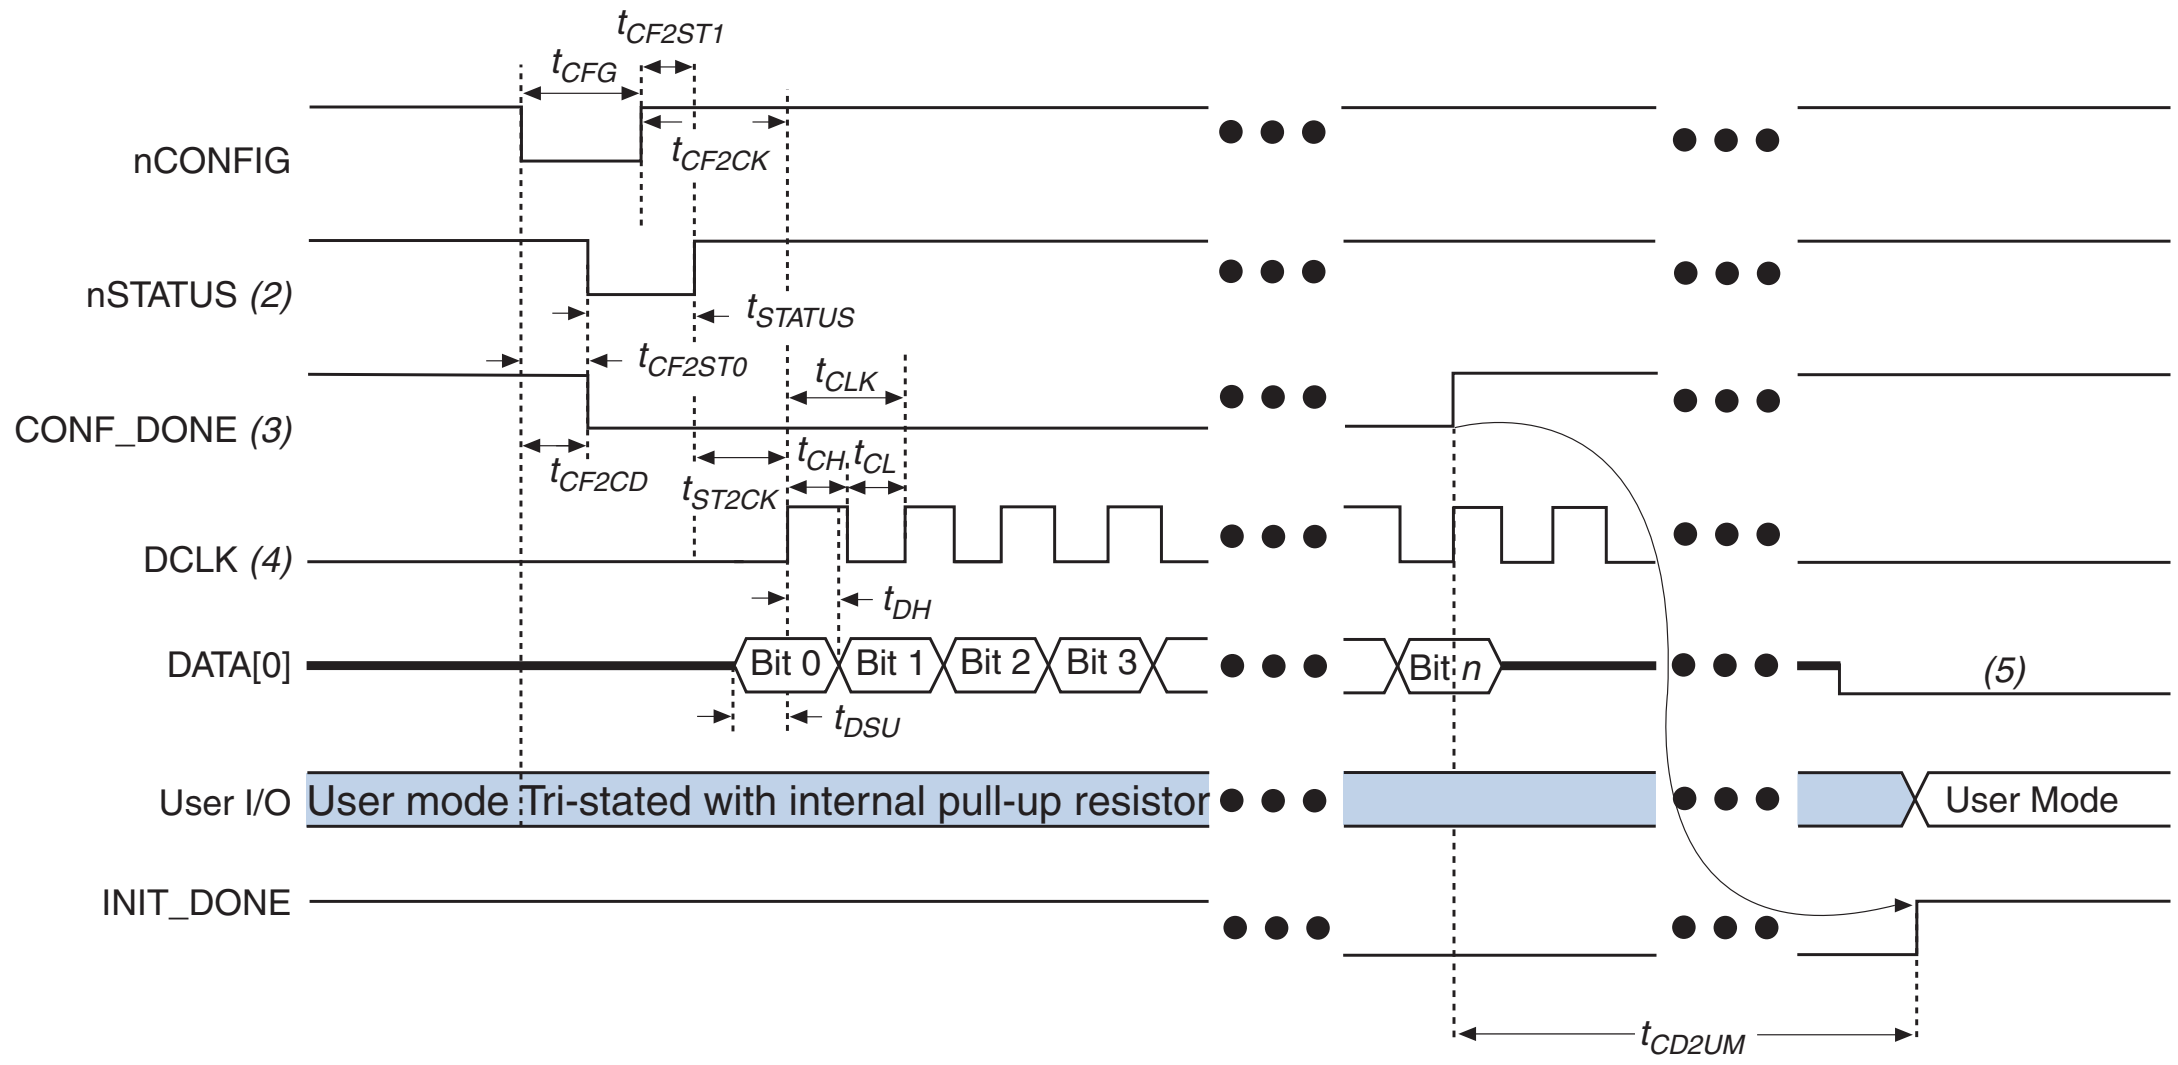 tCF2ST1
tCFG
nCONFIG
tCF2CK
nSTATUS (2)
tSTATUS
tCF2ST0
tCLK
CONF_DONE (3)
tCF2CD
tCH tCL
tST2CK
DCLK (4)
tDH
DATA[0] Bit 0 Bit 1 Bit 2 Bit 3 Bit n (5)
tDSU
User I/O User mode Tri-stated with internal pull-up resistor User Mode
INIT_DONE
tCD2UM